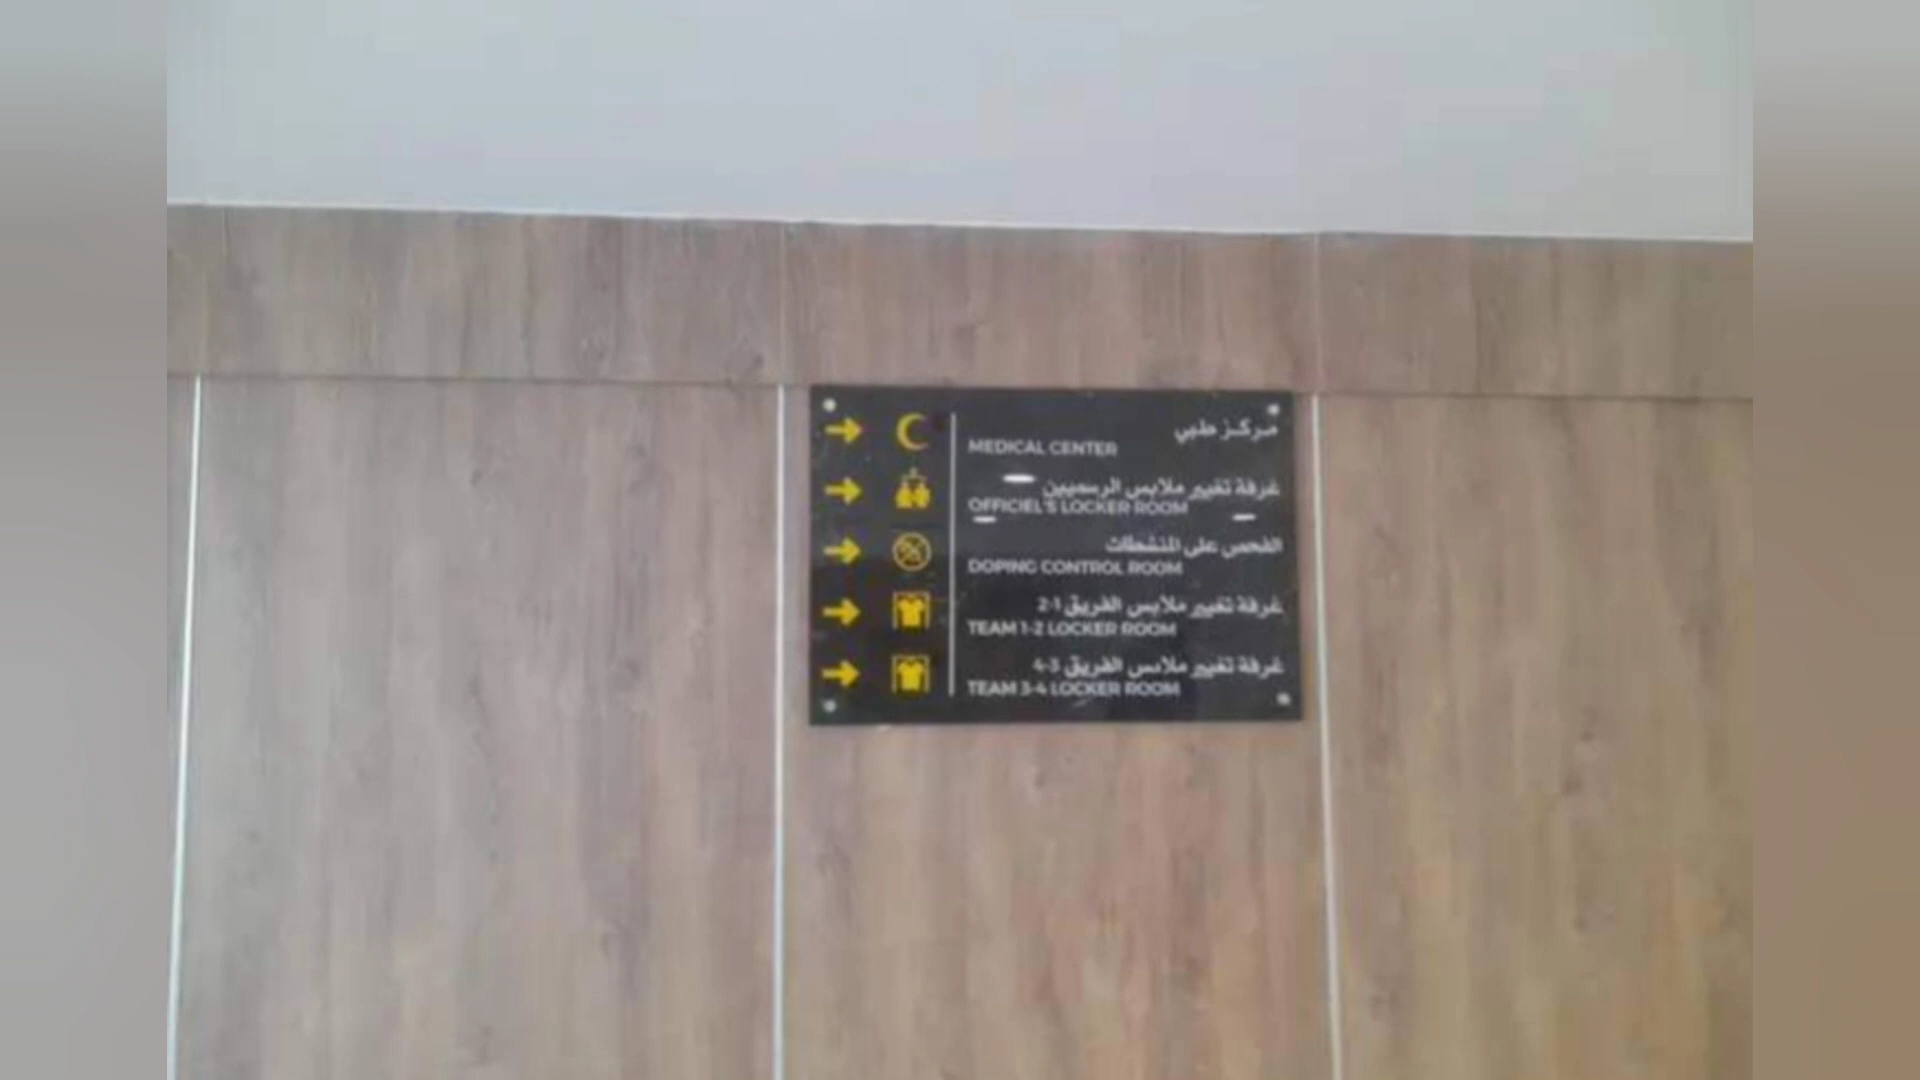 مركز طبي
MEDICAL CENTER
غرفة تغيير ملابس الرسميين
OFFICIEL'S LOCKER ROOM
الفحص على المنشطات
DOPING CONTROL ROOM
غرفة تغيير ملابس الفريق 1-2
TEAM 1-2 LOCKER ROOM
غرفة تغيير ملابس الفريق 3-4
TEAM 3-4 LOCKER ROOM